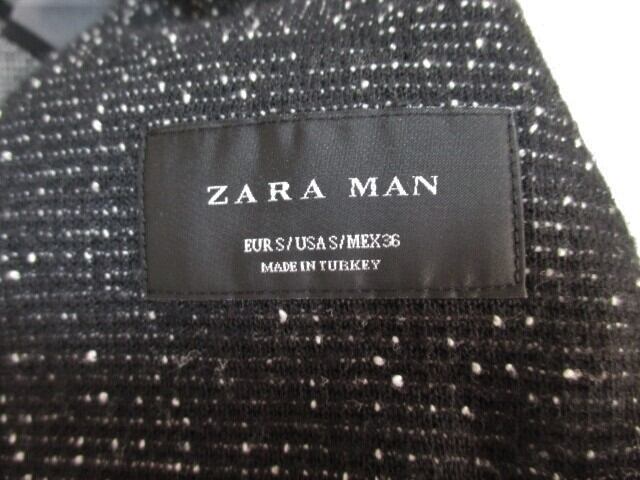 ZARA MAN
EUR S/USA S/MEX 36
MADE IN TURKEY